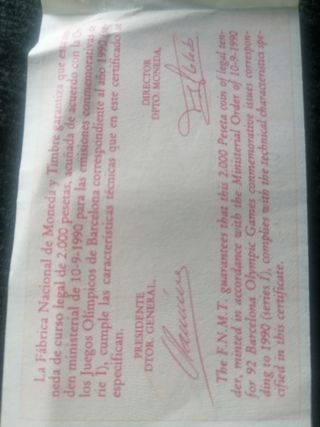 La Fábrica Nacional de Moneda y Timbre garantiza que esta
neda de curso legal de 2.000 pesetas, acuñada de acuerdo con la O
den ministerial de 10-9-1990 para las emisiones conmemorativas
los Juegos Olímpicos de Barcelona correspondiente al año 1990
rie I), cumple las características técnicas que en este certificado se
especifican.
PRESIDENTE
DTOR. GENERAL,
DIRECTOR
DPTO. MONEDA,
The F.N.M.T. guarantees that this 2,000 Peseta coin of legal ten-
der, minted in accordance with the Ministerial Order of 10-9-1990
for 92 Barcelona Olympic Games commemorative issues correspon-
ding to 1990 (series I), complies with the technical characteristics spe-
cified in this certificate.